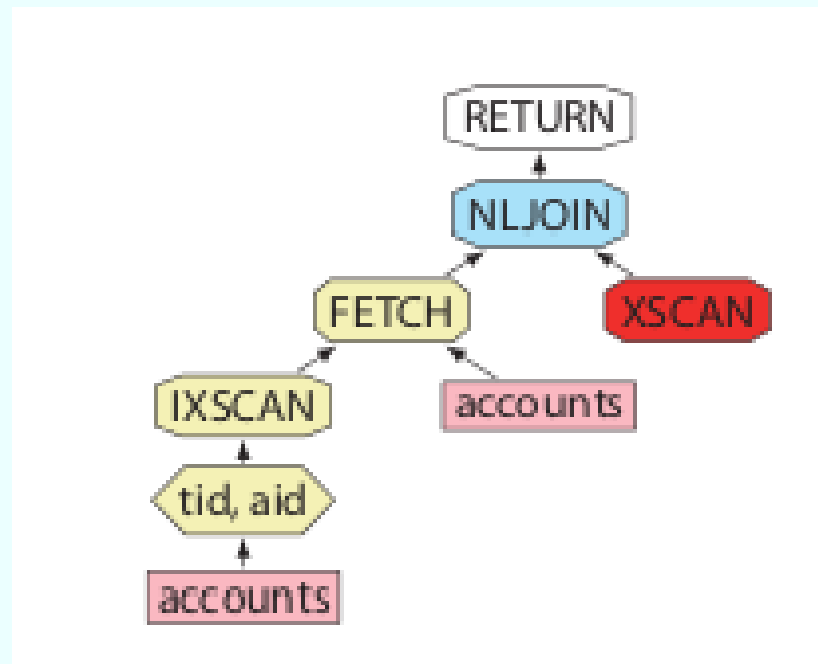 RETURN
NLJOIN
FETCH
XSCAN
IXSCAN
accounts
tid, aid
accounts